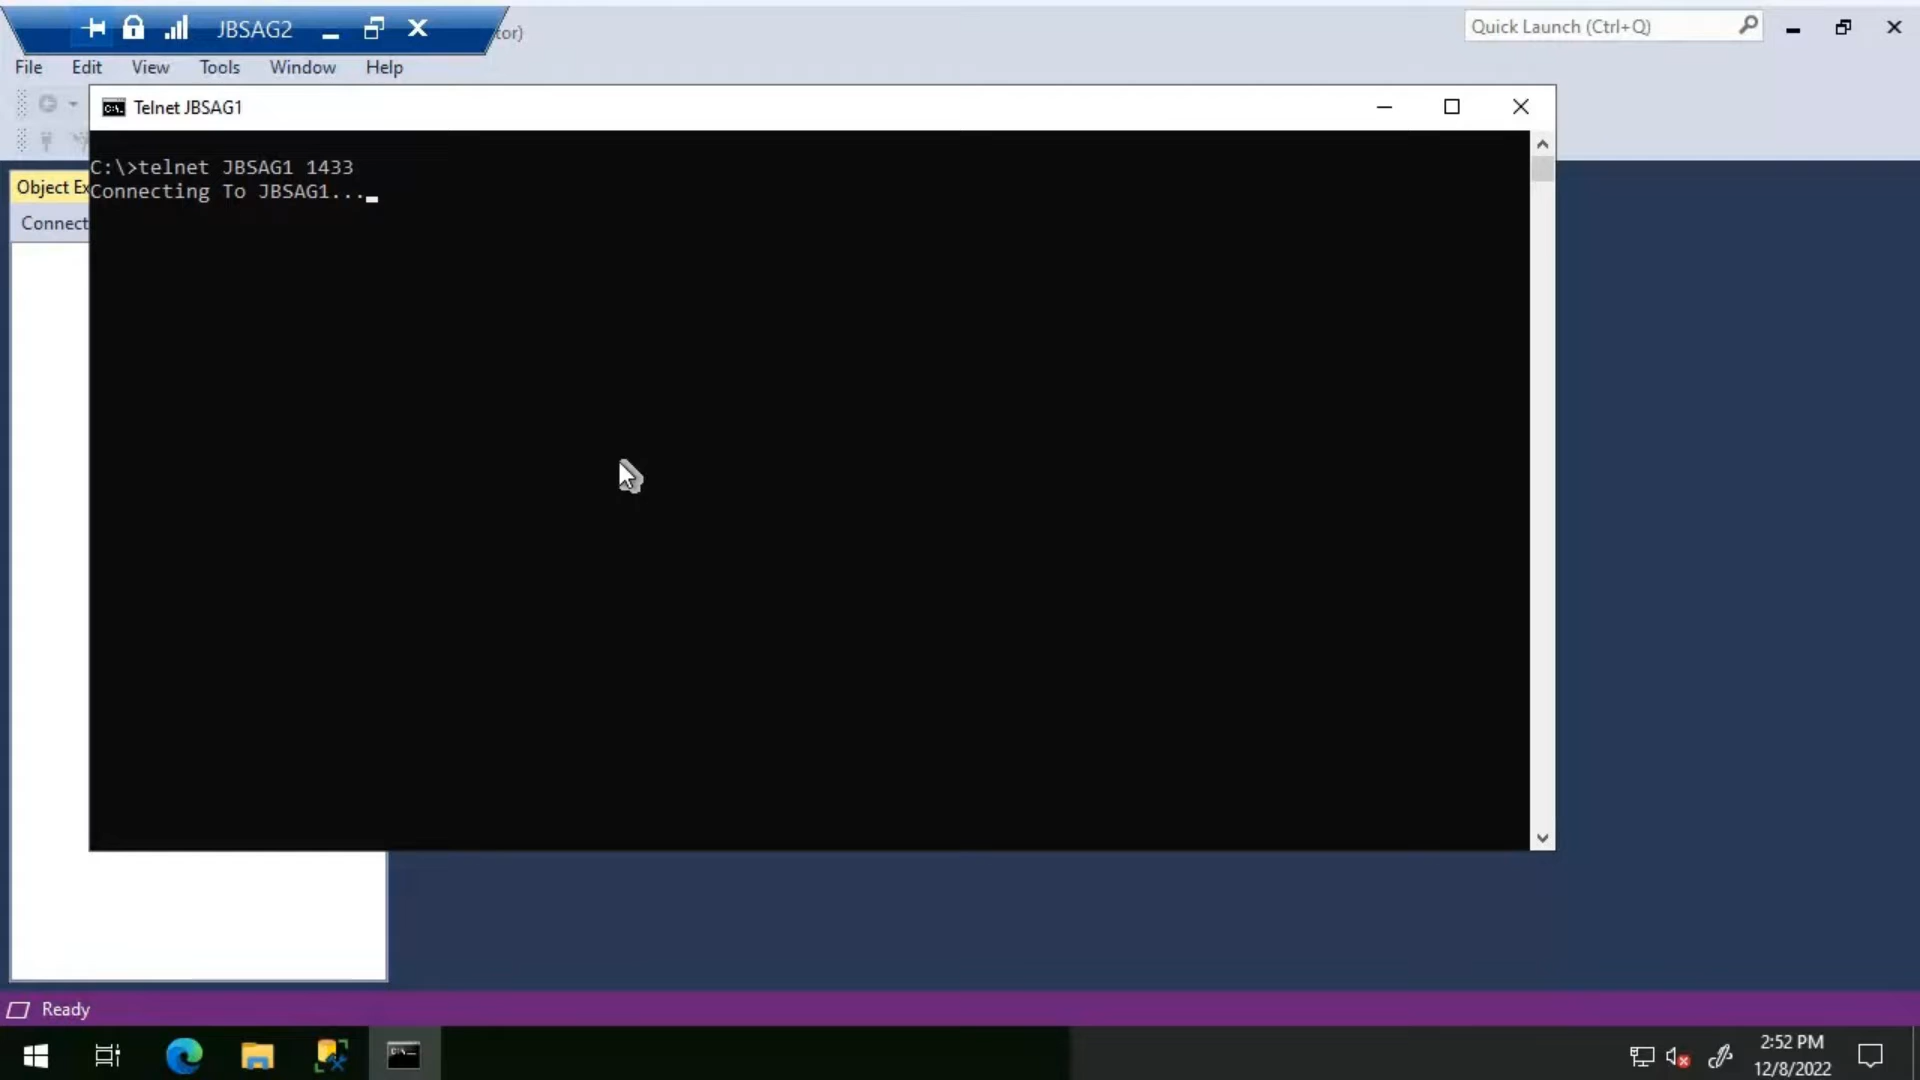 JBSAG2
tor)
Quick Launch (Ctrl+Q)
File Edit View Tools Window Help
Telnet JBSAG1
C:\>telnet JBSAG1 1433
Connecting To JBSAG1...
Object Ex
Connect
Ready
2:52 PM
12/8/2022